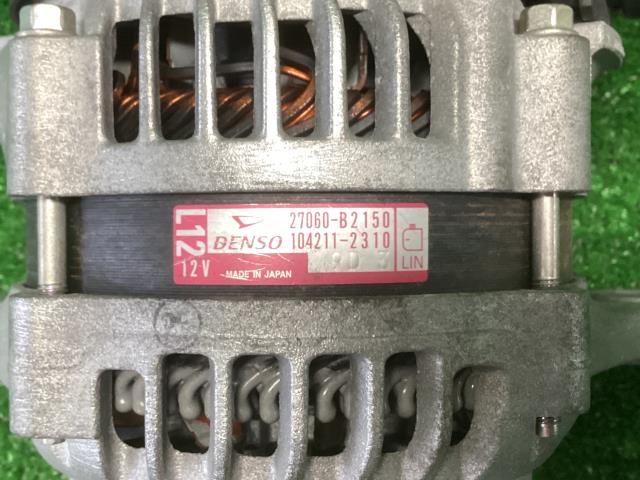 L12
12V
27060-B2150
DENSO 104211-2310
MADE IN JAPAN
LIN